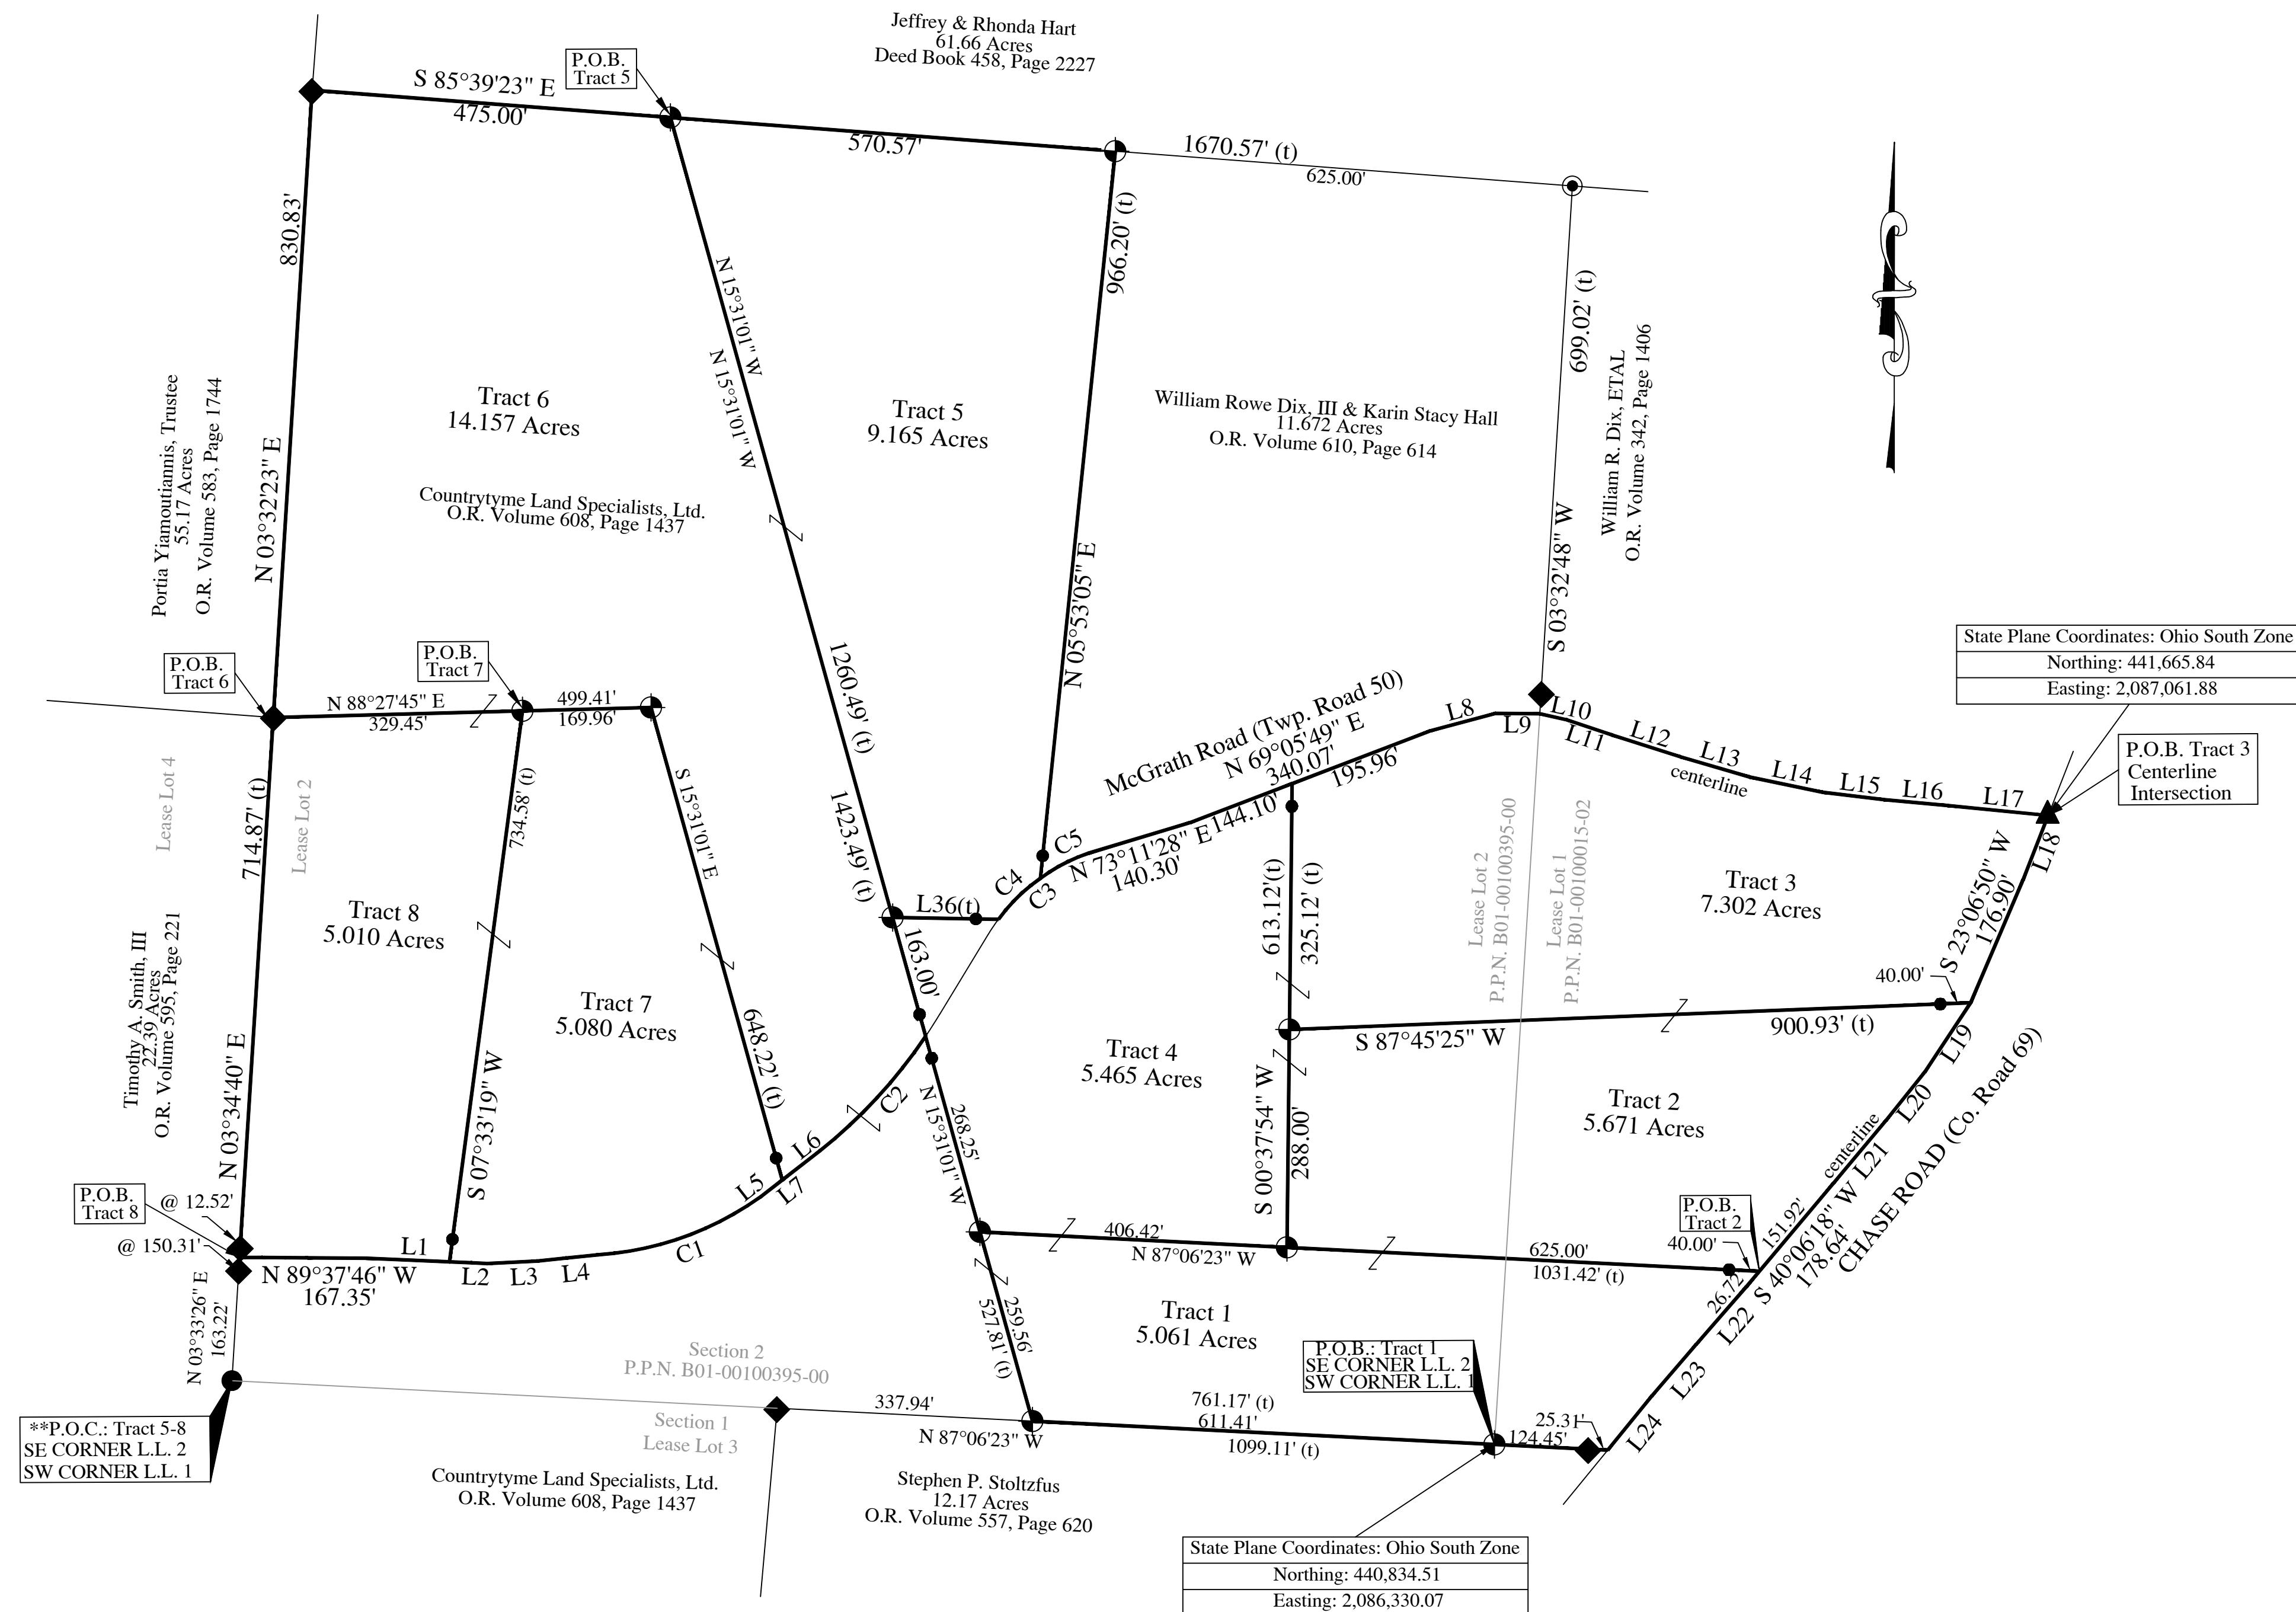 Jeffrey & Rhonda Hart
61.66 Acres
Deed Book 458, Page 2227
P.O.B.
Tract 5
S 85°39'23" E
475.00'
570.57'
1670.57' (t)
625.00'
830.83'
N 03°32'23" E
Portia Yiamoutiannis, Trustee
55.17 Acres
O.R. Volume 583, Page 1744
Tract 6
14.157 Acres
Countrytyme Land Specialists, Ltd.
O.R. Volume 608, Page 1437
N 15°31'01" W
N 15°31'01" W
1260.49' (t)
1423.49' (t)
Tract 5
9.165 Acres
966.20' (t)
N 05°53'05" E
William Rowe Dix, III & Karin Stacy Hall
11.672 Acres
O.R. Volume 610, Page 614
699.02' (t)
S 03°32'48" W
William R. Dix, ETAL
O.R. Volume 342, Page 1406
State Plane Coordinates: Ohio South Zone
Northing: 441,665.84
Easting: 2,087,061.88
P.O.B. Tract 3
Centerline
Intersection
P.O.B.
Tract 6
P.O.B.
Tract 7
N 88°27'45" E
329.45'
499.41'
169.96'
McGrath Road (Twp. Road 50)
N 69°05'49" E
340.07'
195.96'
144.10'
N 73°11'28" E
140.30'
L8
L9
L10
L11
L12
L13
L14
L15
L16
L17
centerline
L18
S 23°06'50" W
176.90'
Lease Lot 4
Lease Lot 2
714.87' (t)
N 03°34'40" E
Timothy A. Smith, III
22.39 Acres
O.R. Volume 595, Page 221
Tract 8
5.010 Acres
734.58' (t)
S 07°33'19" W
Tract 7
5.080 Acres
S 15°31'01" E
648.22' (t)
L36(t)
C4
C3
C5
163.00'
613.12'(t)
325.12' (t)
Lease Lot 2
P.P.N. B01-00100395-00
Lease Lot 1
P.P.N. B01-00100015-02
Tract 3
7.302 Acres
40.00'
S 87°45'25" W
900.93' (t)
L19
L20
L21
centerline
CHASE ROAD (Co. Road 69)
Tract 4
5.465 Acres
S 00°37'54" W
288.00'
Tract 2
5.671 Acres
C2
L6
L5
L7
C1
N 15°31'01" W
268.25'
P.O.B.
Tract 8
@ 12.52'
@ 150.31'
L1
L2
L3
L4
N 89°37'46" W
167.35'
N 03°33'26" E
163.22'
406.42'
N 87°06'23" W
625.00'
1031.42' (t)
P.O.B.
Tract 2
40.00'
151.92'
26.72'
S 40°06'18" W
178.64'
L22
L23
L24
259.56'
527.81' (t)
Tract 1
5.061 Acres
P.O.B.: Tract 1
SE CORNER L.L. 2
SW CORNER L.L. 1
Section 2
P.P.N. B01-00100395-00
Section 1
Lease Lot 3
337.94'
N 87°06'23" W
761.17' (t)
611.41'
1099.11' (t)
124.45'
25.31'
**P.O.C.: Tract 5-8
SE CORNER L.L. 2
SW CORNER L.L. 1
Countrytyme Land Specialists, Ltd.
O.R. Volume 608, Page 1437
Stephen P. Stoltzfus
12.17 Acres
O.R. Volume 557, Page 620
State Plane Coordinates: Ohio South Zone
Northing: 440,834.51
Easting: 2,086,330.07